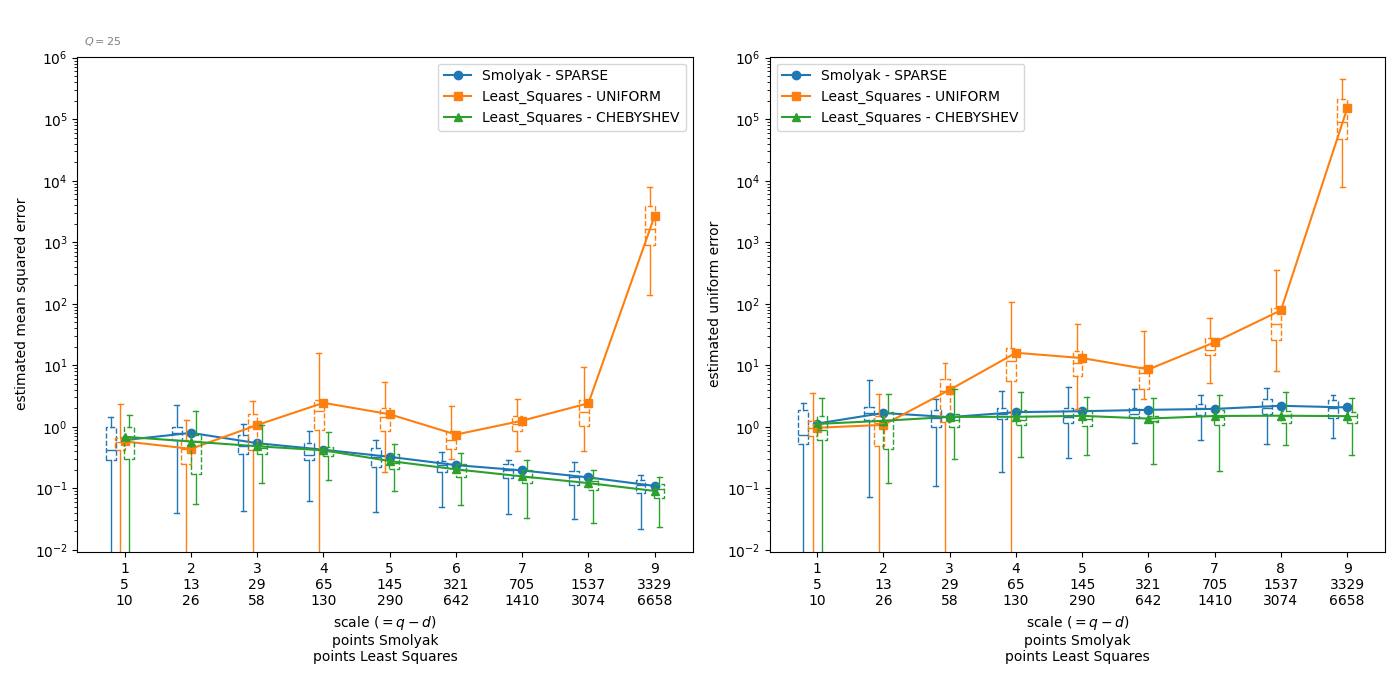 Q = 25
estimated mean squared error
10^6
10^5
10^4
10^3
10^2
10^1
10^0
10^-1
10^-2
Smolyak - SPARSE
Least_Squares - UNIFORM
Least_Squares - CHEBYSHEV
1 2 3 4 5 6 7 8 9
5 13 29 65 145 321 705 1537 3329
10 26 58 130 290 642 1410 3074 6658
scale (= q − d)
points Smolyak
points Least Squares
estimated uniform error
10^6
10^5
10^4
10^3
10^2
10^1
10^0
10^-1
10^-2
Smolyak - SPARSE
Least_Squares - UNIFORM
Least_Squares - CHEBYSHEV
1 2 3 4 5 6 7 8 9
5 13 29 65 145 321 705 1537 3329
10 26 58 130 290 642 1410 3074 6658
scale (= q − d)
points Smolyak
points Least Squares